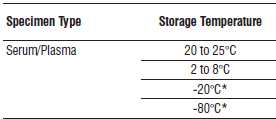 Specimen Type Storage Temperature
Serum/Plasma 20 to 25°C
2 to 8°C
-20°C*
-80°C*